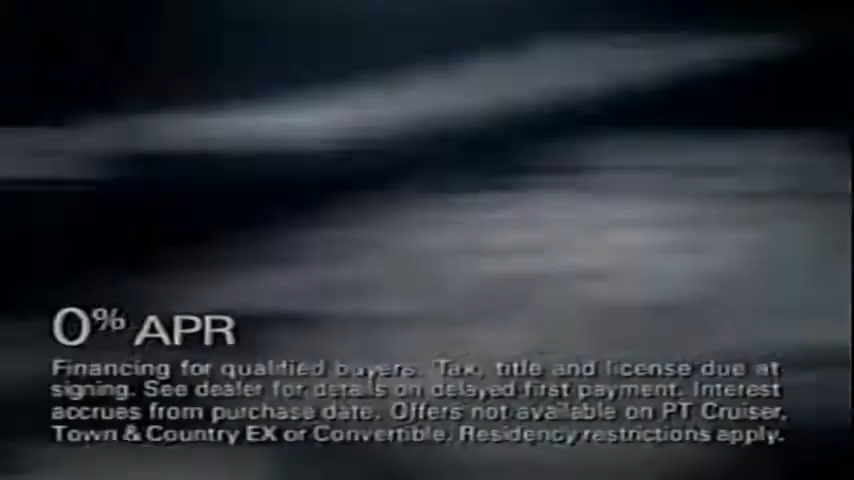 0% APR
Financing for qualified buyers. Tax, title and license due at
signing. See dealer for details on delayed first payment. Interest
accrues from purchase date. Offers not available on PT Cruiser,
Town & Country EX or Convertible. Residency restrictions apply.